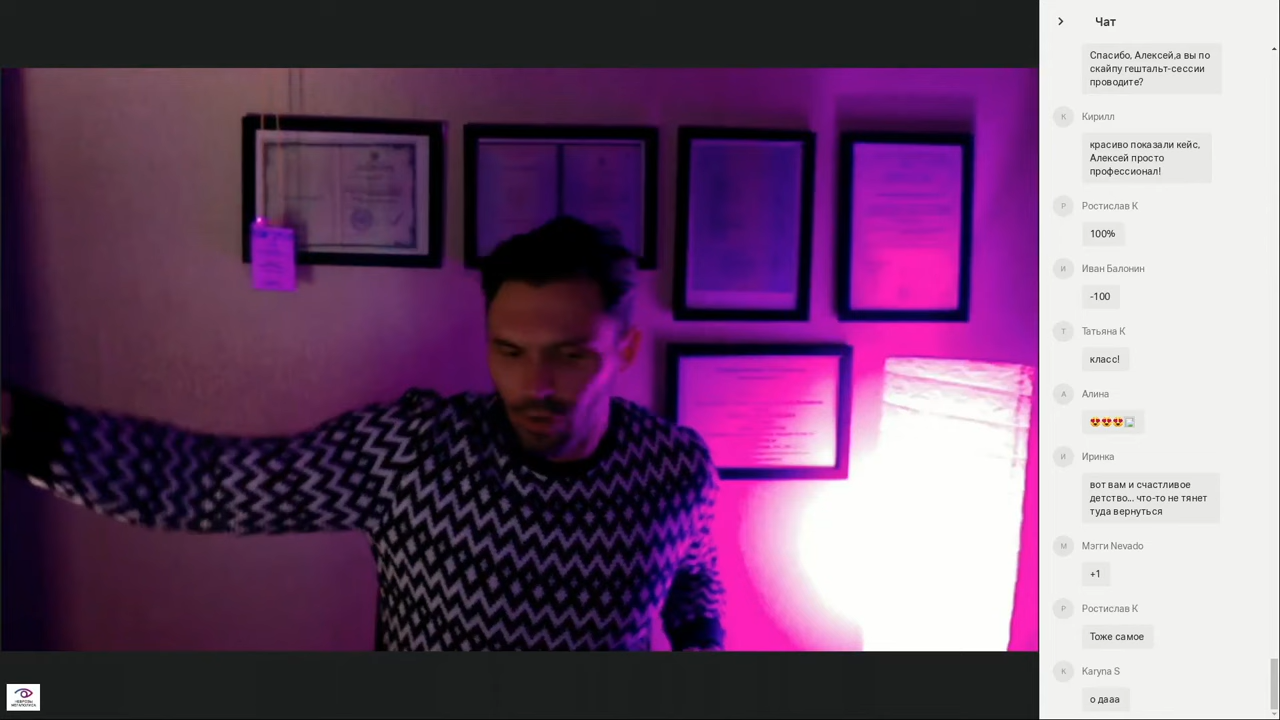 Чат
Спасибо, Алексей,а вы по
скайпу гештальт-сессии
проводите?
К
Кирилл
красиво показали кейс,
Алексей просто
профессионал!
Р
Ростислав К
100%
И
Иван Балонин
-100
Т
Татьяна К
класс!
А
Алина
И
Иринка
вот вам и счастливое
детство... что-то не тянет
туда вернуться
М
Мэгги Nevado
+1
Р
Ростислав К
Тоже самое
K
Karyna S
о дааа